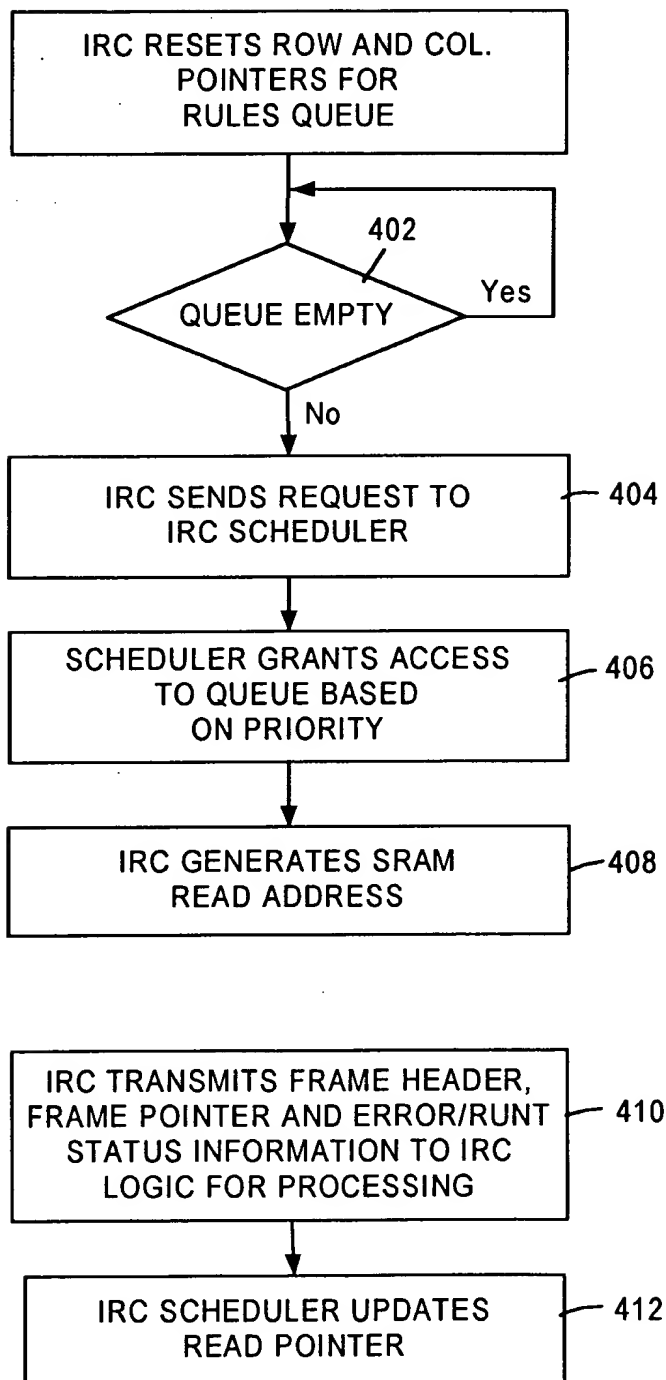 IRC RESETS ROW AND COL.
POINTERS FOR
RULES QUEUE
402
QUEUE EMPTY
Yes
No
IRC SENDS REQUEST TO
IRC SCHEDULER
404
SCHEDULER GRANTS ACCESS
TO QUEUE BASED
ON PRIORITY
406
IRC GENERATES SRAM
READ ADDRESS
408
IRC TRANSMITS FRAME HEADER,
FRAME POINTER AND ERROR/RUNT
STATUS INFORMATION TO IRC
LOGIC FOR PROCESSING
410
IRC SCHEDULER UPDATES
READ POINTER
412